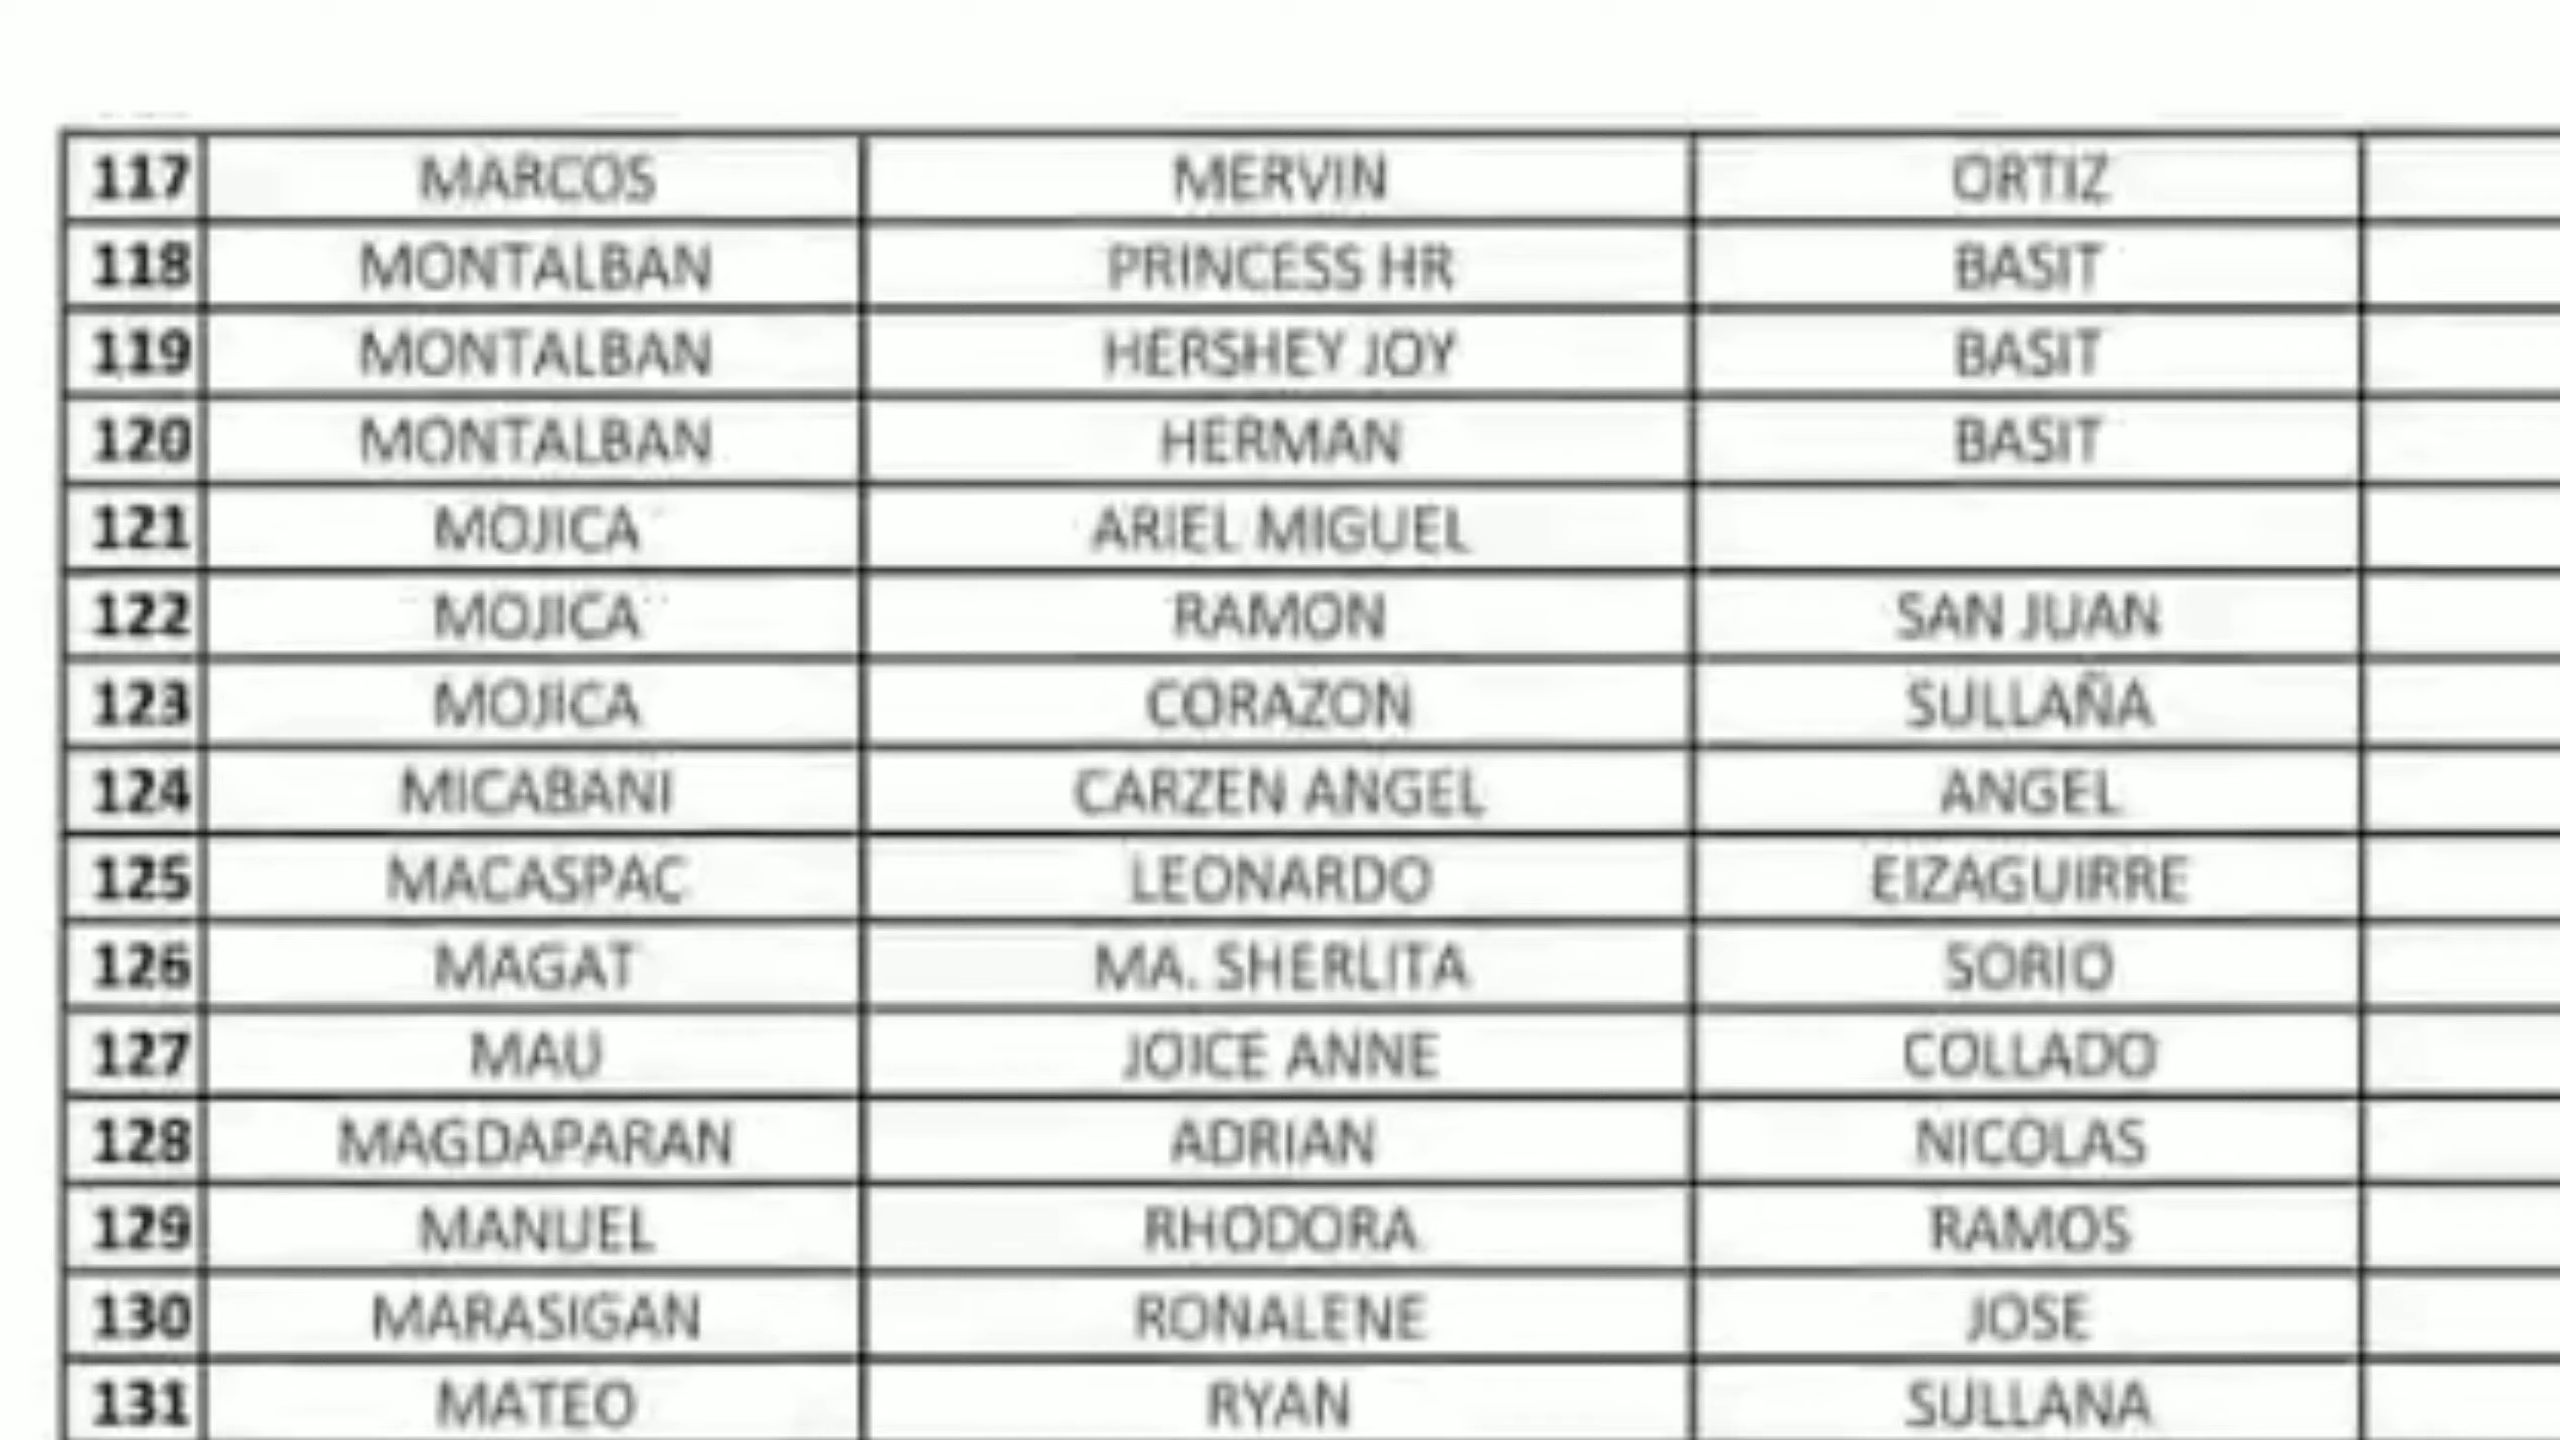 117 MARCOS MERVIN ORTIZ
118 MONTALBAN PRINCESS HR BASIT
119 MONTALBAN HERSHEY JOY BASIT
120 MONTALBAN HERMAN BASIT
121 MOJICA ARIEL MIGUEL
122 MOJICA RAMON SAN JUAN
123 MOJICA CORAZON SULLAÑA
124 MICABANI CARZEN ANGEL ANGEL
125 MACASPAC LEONARDO EIZAGUIRRE
126 MAGAT MA. SHERLITA SORIO
127 MAU JOICE ANNE COLLADO
128 MAGDAPARAN ADRIAN NICOLAS
129 MANUEL RHODORA RAMOS
130 MARASIGAN RONALENE JOSE
131 MATEO RYAN SULLANA